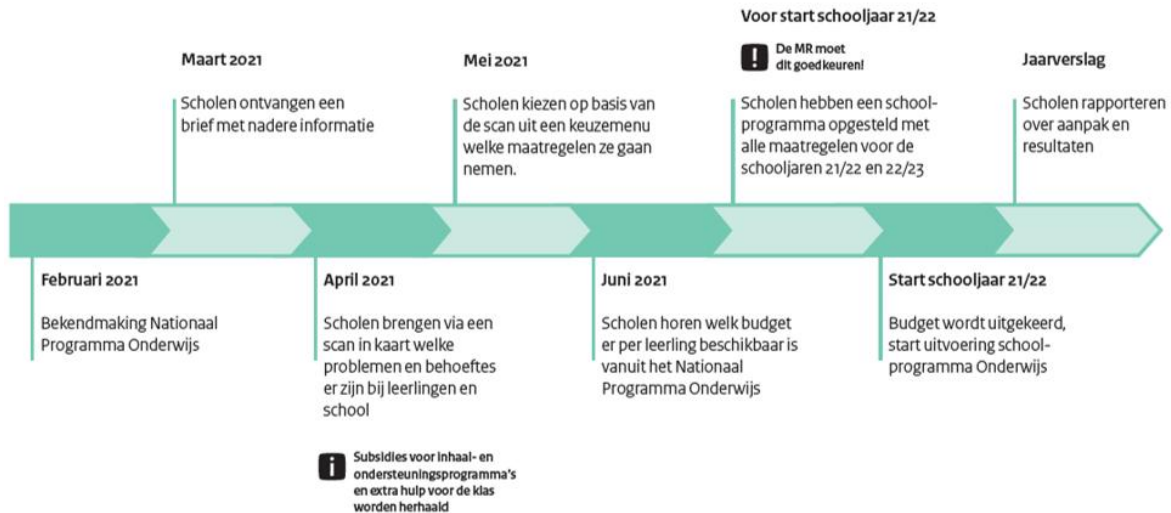 Voor start schooljaar 21/22
De MR moet
dit goedkeuren!
Maart 2021
Mei 2021
Jaarverslag
Scholen ontvangen een
brief met nadere informatie
Scholen kiezen op basis van
de scan uit een keuzemenu
welke maatregelen ze gaan
nemen.
Scholen hebben een school-
programma opgesteld met
alle maatregelen voor de
schooljaren 21/22 en 22/23
Scholen rapporteren
over aanpak en
resultaten
Februari 2021
Bekendmaking Nationaal
Programma Onderwijs
April 2021
Scholen brengen via een
scan in kaart welke
problemen en behoeftes
er zijn bij leerlingen en
school
Subsidies voor inhaal- en
ondersteuningsprogramma's
en extra hulp voor de klas
worden herhaald
Juni 2021
Scholen horen welk budget
er per leerling beschikbaar is
vanuit het Nationaal
Programma Onderwijs
Start schooljaar 21/22
Budget wordt uitgekeerd,
start uitvoering school-
programma Onderwijs